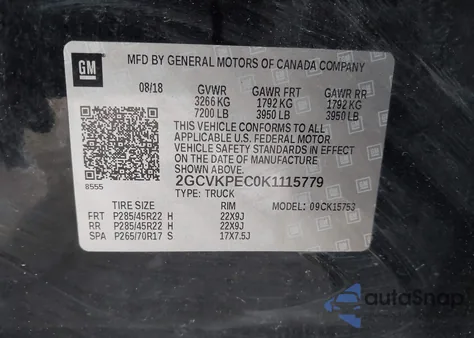 GM
MFD BY GENERAL MOTORS OF CANADA COMPANY
08/18 GVWR GAWR FRT GAWR RR
3266 KG 1792 KG 1792 KG
7200 LB 3950 LB 3950 LB
THIS VEHICLE CONFORMS TO ALL
APPLICABLE U.S. FEDERAL MOTOR
VEHICLE SAFETY STANDARDS IN EFFECT
ON THE DATE OF MANUFACTURE SHOWN ABOVE.
8555 2GCVKPEC0K1115779
TYPE: TRUCK MODEL: 09CK15753
TIRE SIZE RIM
FRT P285/45R22 H 22X9J
RR P285/45R22 H 22X9J
SPA P265/70R17 S 17X7.5J
autoSnap